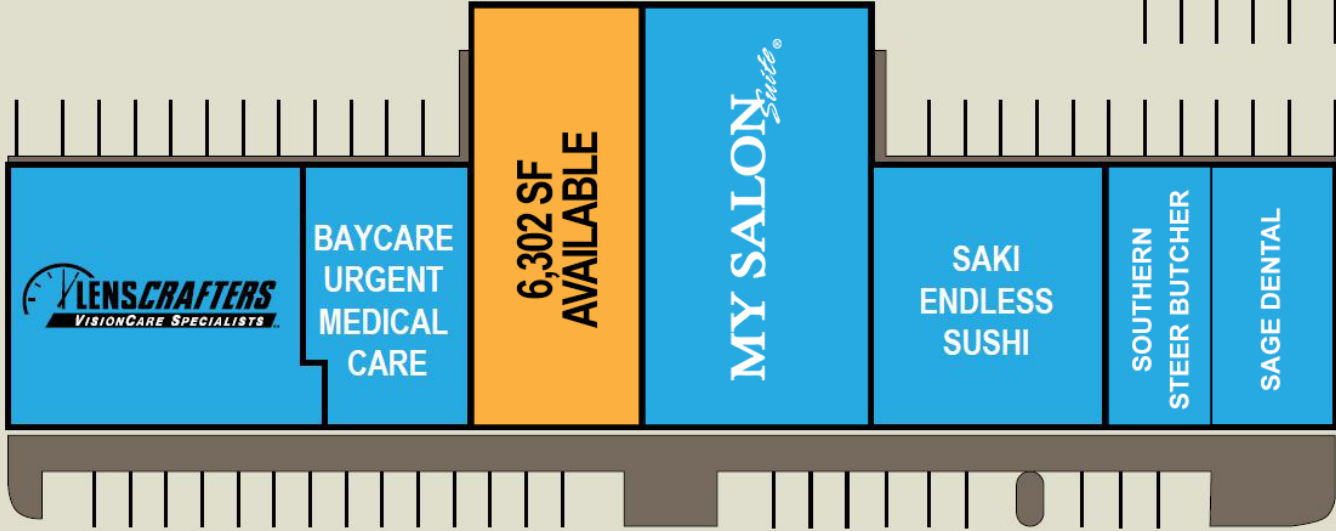 LENSCRAFTERS
VISIONCARE SPECIALISTS
BAYCARE
URGENT
MEDICAL
CARE
6,302 SF
AVAILABLE
MY SALON
Suite®
SAKI
ENDLESS
SUSHI
SOUTHERN
STEER BUTCHER
SAGE DENTAL